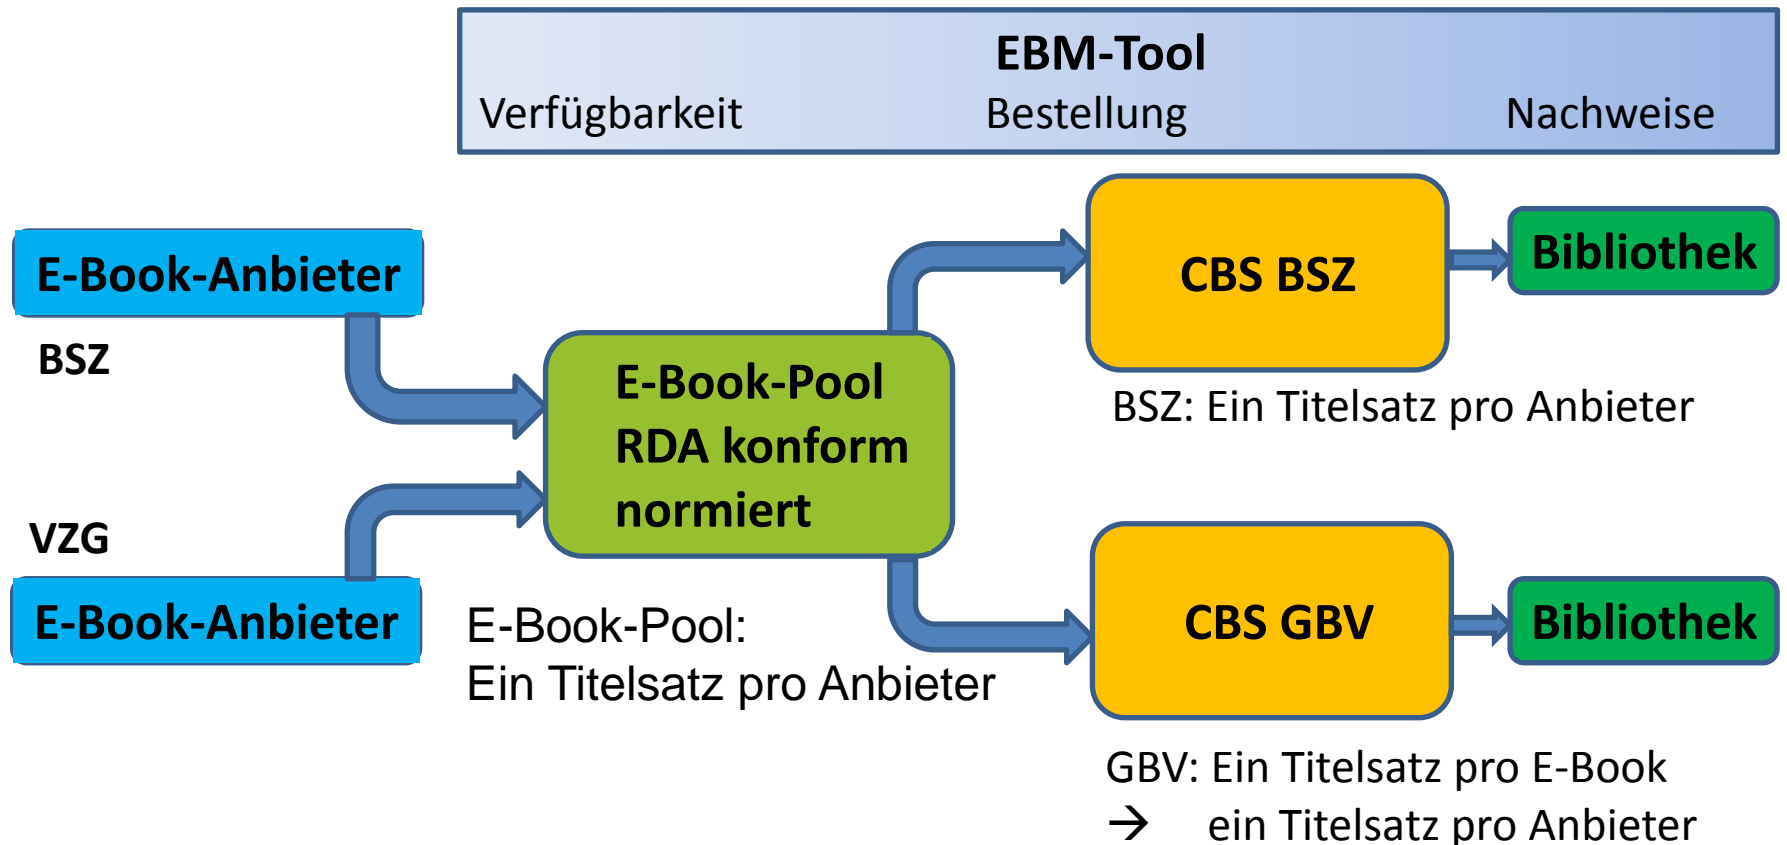 EBM-Tool
Verfügbarkeit Bestellung Nachweise
E-Book-Anbieter
BSZ
VZG
E-Book-Anbieter
E-Book-Pool
RDA konform
normiert
E-Book-Pool:
Ein Titelsatz pro Anbieter
CBS BSZ
Bibliothek
BSZ: Ein Titelsatz pro Anbieter
CBS GBV
Bibliothek
GBV: Ein Titelsatz pro E-Book
→ ein Titelsatz pro Anbieter